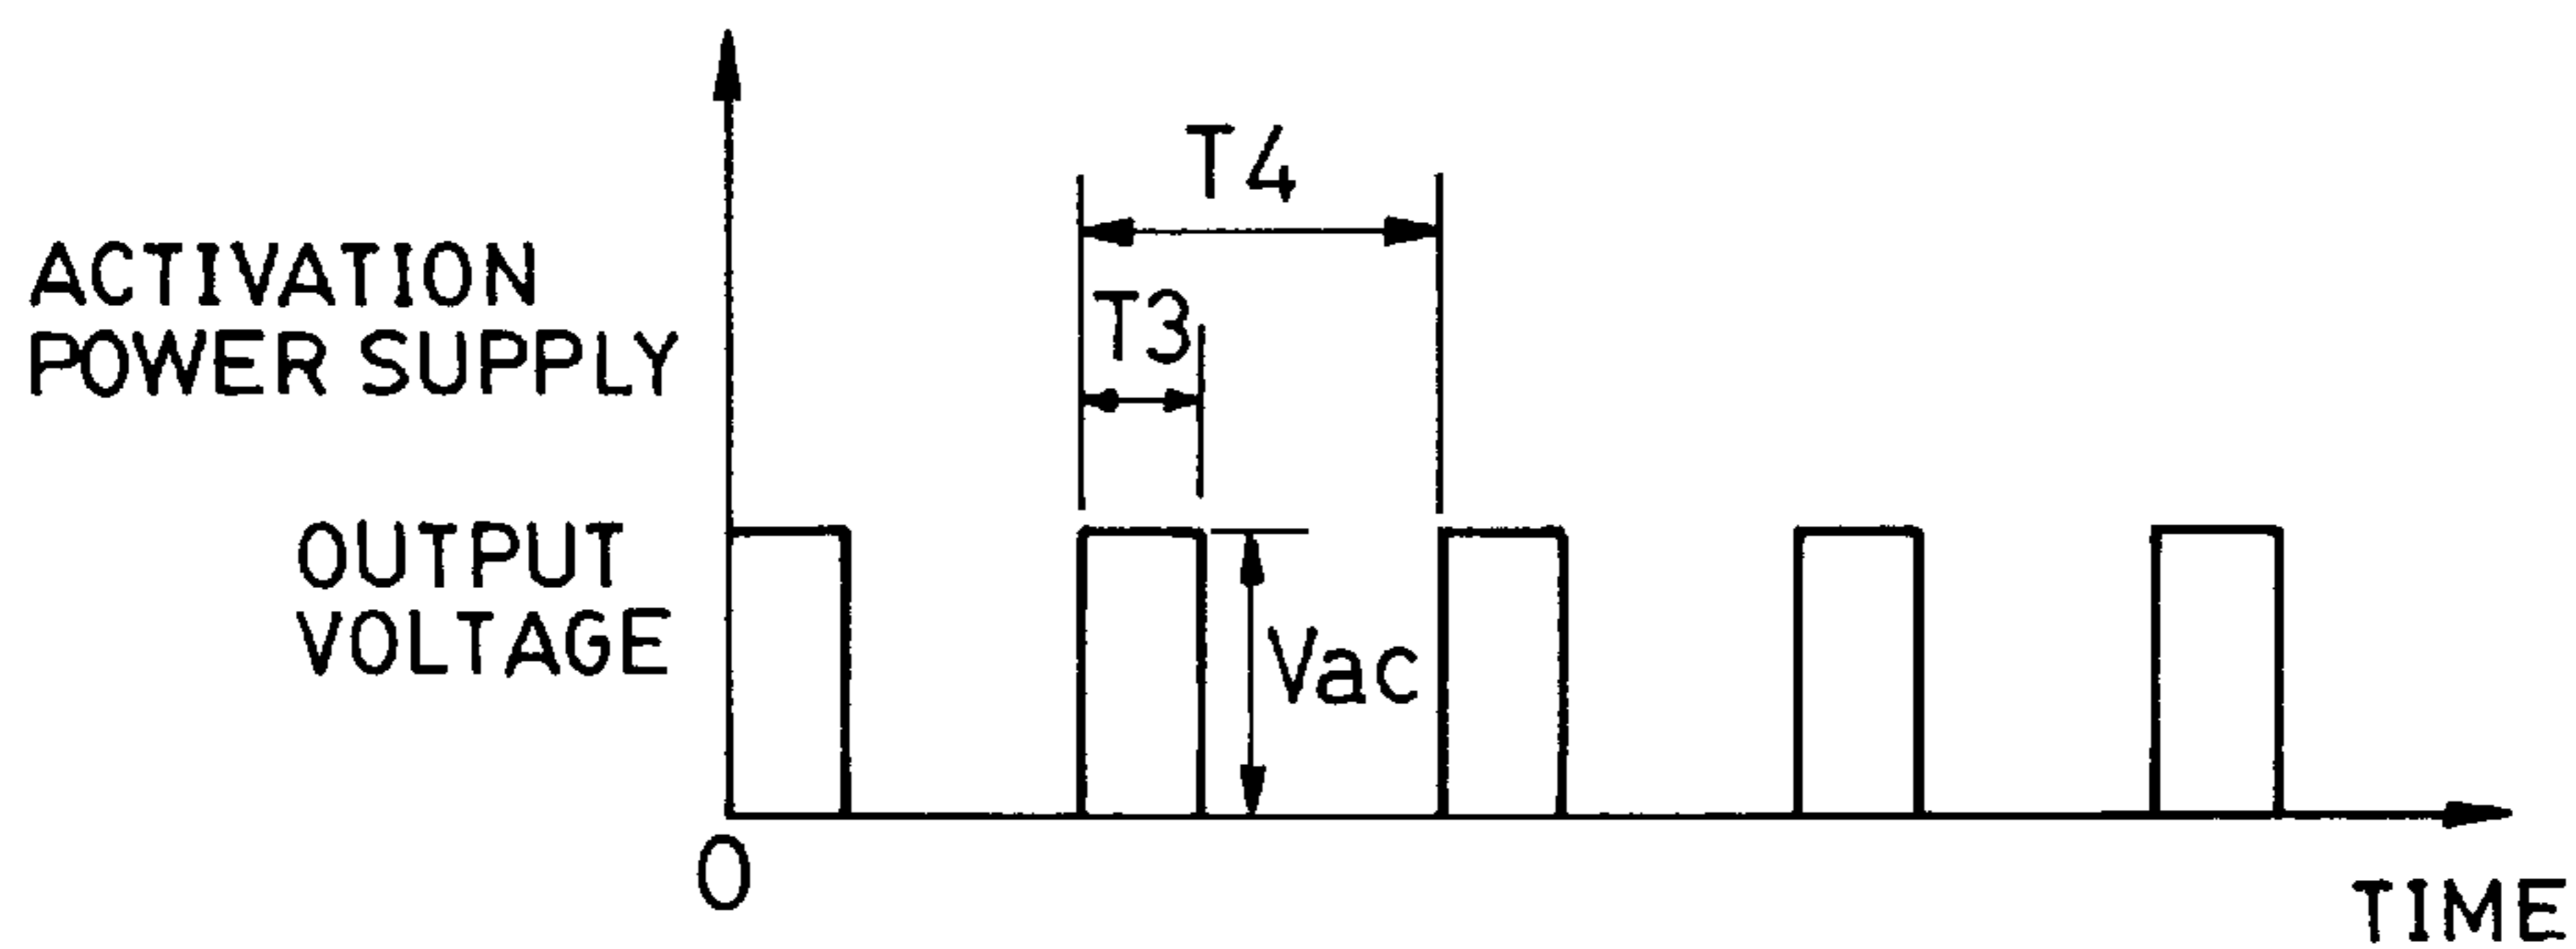 T4
ACTIVATION
POWER SUPPLY
T3
OUTPUT
VOLTAGE
Vac
0
TIME